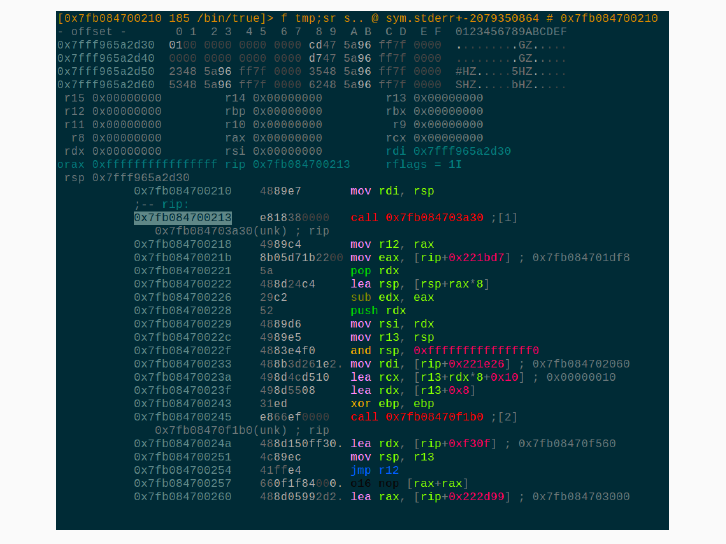 [0x7fb084700210 185 /bin/true]> f tmp;sr s.. @ sym.stderr+-2079350864 # 0x7fb084700210
- offset -       0 1  2 3  4 5  6 7  8 9  A B  C D  E F  0123456789ABCDEF
0x7fff965a2d30  0100 0000 0000 0000 cd47 5a96 ff7f 0000  .........GZ.....
0x7fff965a2d40  0000 0000 0000 0000 d747 5a96 ff7f 0000  .........GZ.....
0x7fff965a2d50  2348 5a96 ff7f 0000 3548 5a96 ff7f 0000  #HZ.....5HZ.....
0x7fff965a2d60  5348 5a96 ff7f 0000 6248 5a96 ff7f 0000  SHZ.....bHZ.....
r15 0x00000000         r14 0x00000000         r13 0x00000000
r12 0x00000000         rbp 0x00000000         rbx 0x00000000
r11 0x00000000         r10 0x00000000          r9 0x00000000
r8 0x00000000         rax 0x00000000         rcx 0x00000000
rdx 0x00000000         rsi 0x00000000         rdi 0x7fff965a2d30
orax 0xffffffffffffffff rip 0x7fb084700213     rflags = 1I
rsp 0x7fff965a2d30
0x7fb084700210    4889e7       mov rdi, rsp
;-- rip:
0x7fb084700213    e818380000   call 0x7fb084703a30 ;[1]
0x7fb084703a30(unk) ; rip
0x7fb084700218    4989c4       mov r12, rax
0x7fb08470021b    8b05d71b2200 mov eax, [rip+0x221bd7] ; 0x7fb084701df8
0x7fb084700221    5a           pop rdx
0x7fb084700222    488d24c4     lea rsp, [rsp+rax*8]
0x7fb084700226    29c2         sub edx, eax
0x7fb084700228    52           push rdx
0x7fb084700229    4889d6       mov rsi, rdx
0x7fb08470022c    4989e5       mov r13, rsp
0x7fb08470022f    4883e4f0     and rsp, 0xfffffffffffffff0
0x7fb084700233    488b3d261e2. mov rdi, [rip+0x221e26] ; 0x7fb084702060
0x7fb08470023a    498d4cd510   lea rcx, [r13+rdx*8+0x10] ; 0x00000010
0x7fb08470023f    498d5508     lea rdx, [r13+0x8]
0x7fb084700243    31ed         xor ebp, ebp
0x7fb084700245    e866ef0000   call 0x7fb08470f1b0 ;[2]
0x7fb08470f1b0(unk) ; rip
0x7fb08470024a    488d150ff30. lea rdx, [rip+0xf30f] ; 0x7fb08470f560
0x7fb084700251    4c89ec       mov rsp, r13
0x7fb084700254    41ffe4       jmp r12
0x7fb084700257    660f1f84000. o16 nop [rax+rax]
0x7fb084700260    488d05992d2. lea rax, [rip+0x222d99] ; 0x7fb084703000